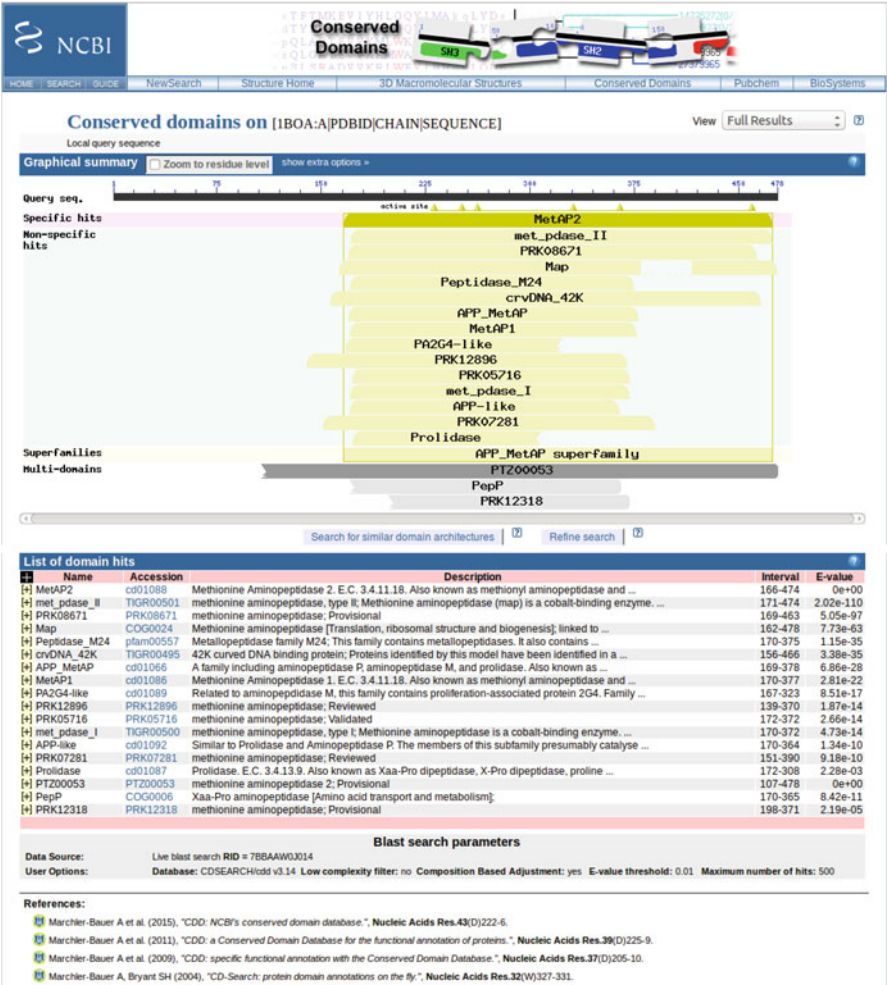 NCBI
Conserved
Domains
SH3
SH2
HOME SEARCH GUIDE NewSearch Structure Home 3D Macromolecular Structures Conserved Domains Pubchem BioSystems
Conserved domains on [1BOA:A|PDBID|CHAIN|SEQUENCE]
View Full Results
Local query sequence
Graphical summary Zoom to residue level show extra options »
1 75 150 225 300 375 450 478
Query seq.
active site
Specific hits MetAP2
Non-specific hits met_pdase_II
PRK08671
Map
Peptidase_M24
crvDNA_42K
APP_MetAP
MetAP1
PA2G4-like
PRK12896
PRK05716
met_pdase_I
APP-like
PRK07281
Prolidase
Superfamilies APP_MetAP superfamily
Multi-domains PTZ00053
PepP
PRK12318
Search for similar domain architectures Refine search
List of domain hits
Name Accession Description Interval E-value
[+] MetAP2 cd01088 Methionine Aminopeptidase 2. E.C. 3.4.11.18. Also known as methionyl aminopeptidase and ... 166-474 0e+00
[+] met_pdase_II TIGR00501 methionine aminopeptidase, type II; Methionine aminopeptidase (map) is a cobalt-binding enzyme. ... 171-474 2.02e-110
[+] PRK08671 PRK08671 methionine aminopeptidase; Provisional 169-463 5.05e-97
[+] Map COG0024 Methionine aminopeptidase [Translation, ribosomal structure and biogenesis]; linked to ... 162-478 7.73e-63
[+] Peptidase_M24 pfam00557 Metallopeptidase family M24; This family contains metallopeptidases. It also contains ... 170-375 1.15e-35
[+] crvDNA_42K TIGR00495 42K curved DNA binding protein; Proteins identified by this model have been identified in a ... 156-466 3.38e-35
[+] APP_MetAP cd01066 A family including aminopeptidase P, aminopeptidase M, and prolidase. Also known as ... 169-378 6.86e-28
[+] MetAP1 cd01086 Methionine Aminopeptidase 1. E.C. 3.4.11.18. Also known as methionyl aminopeptidase and ... 170-377 2.81e-22
[+] PA2G4-like cd01089 Related to aminopepdidase M, this family contains proliferation-associated protein 2G4. Family ... 167-323 8.51e-17
[+] PRK12896 PRK12896 methionine aminopeptidase; Reviewed 139-370 1.87e-14
[+] PRK05716 PRK05716 methionine aminopeptidase; Validated 172-372 2.66e-14
[+] met_pdase_I TIGR00500 methionine aminopeptidase, type I; Methionine aminopeptidase is a cobalt-binding enzyme. ... 170-372 4.73e-14
[+] APP-like cd01092 Similar to Prolidase and Aminopeptidase P. The members of this subfamily presumably catalyse ... 170-364 1.34e-10
[+] PRK07281 PRK07281 methionine aminopeptidase; Reviewed 151-390 9.18e-10
[+] Prolidase cd01087 Prolidase. E.C. 3.4.13.9. Also known as Xaa-Pro dipeptidase, X-Pro dipeptidase, proline ... 172-308 2.28e-03
[+] PTZ00053 PTZ00053 methionine aminopeptidase 2; Provisional 107-478 0e+00
[+] PepP COG0006 Xaa-Pro aminopeptidase [Amino acid transport and metabolism]; 170-365 8.42e-11
[+] PRK12318 PRK12318 methionine aminopeptidase; Provisional 198-371 2.19e-05
Blast search parameters
Data Source: Live blast search RID = 7BBAAW0J014
User Options: Database: CDSEARCH/cdd v3.14 Low complexity filter: no Composition Based Adjustment: yes E-value threshold: 0.01 Maximum number of hits: 500
References:
Marchler-Bauer A et al. (2015), "CDD: NCBI's conserved domain database.", Nucleic Acids Res.43(D)222-6.
Marchler-Bauer A et al. (2011), "CDD: a Conserved Domain Database for the functional annotation of proteins.", Nucleic Acids Res.39(D)225-9.
Marchler-Bauer A et al. (2009), "CDD: specific functional annotation with the Conserved Domain Database.", Nucleic Acids Res.37(D)205-10.
Marchler-Bauer A, Bryant SH (2004), "CD-Search: protein domain annotations on the fly.", Nucleic Acids Res.32(W)327-331.